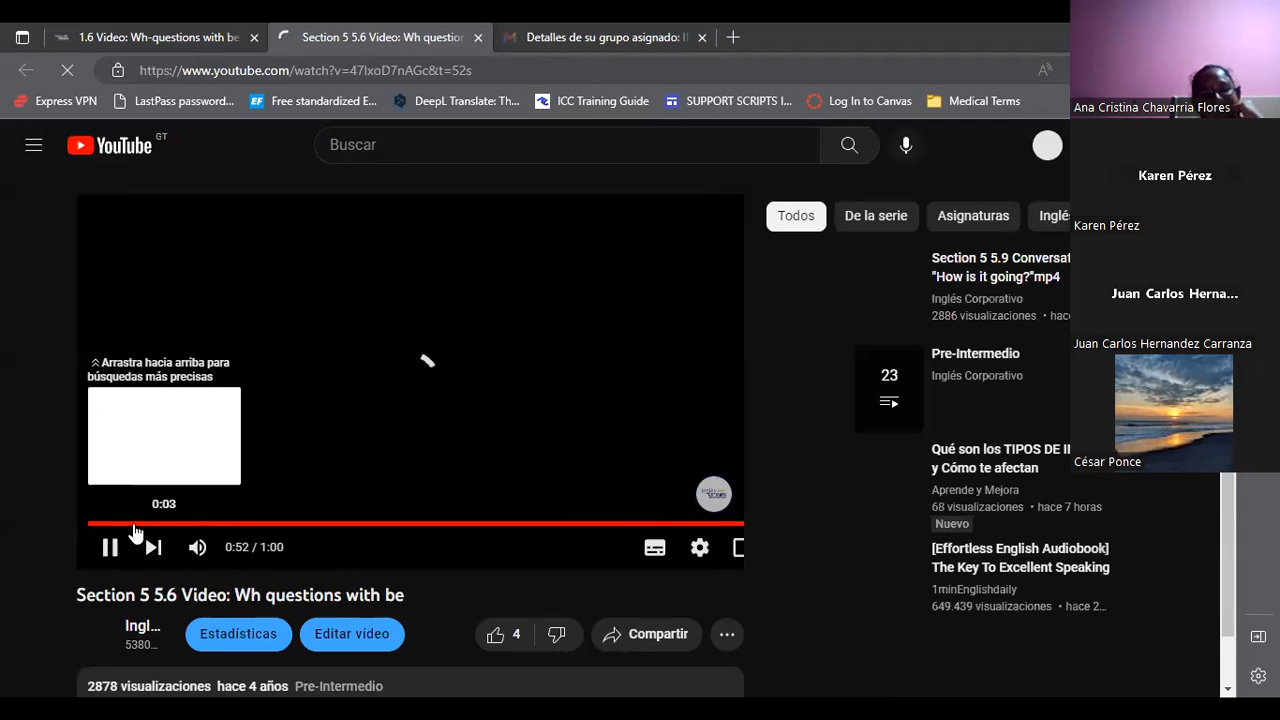 1.6 Video: Wh-questions with be
Section 5 5.6 Video: Wh question
Detalles de su grupo asignado: I
https://www.youtube.com/watch?v=47lxoD7nAGc&t=52s
Express VPN
LastPass password...
EF Free standardized E...
DeepL Translate: Th...
ICC Training Guide
SUPPORT SCRIPTS I...
Log In to Canvas
Medical Terms
YouTube GT
Buscar
Arrastra hacia arriba para
búsquedas más precisas
0:03
0:52 / 1:00
Section 5 5.6 Video: Wh questions with be
Ingl...
5380...
Estadísticas
Editar vídeo
4
Compartir
2878 visualizaciones hace 4 años Pre-Intermedio
Todos
De la serie
Asignaturas
Inglés
Section 5 5.9 Conversat
"How is it going?"mp4
Inglés Corporativo
2886 visualizaciones • hace
23
Pre-Intermedio
Inglés Corporativo
Qué son los TIPOS DE I
y Cómo te afectan
Aprende y Mejora
68 visualizaciones • hace 7 horas
Nuevo
[Effortless English Audiobook]
The Key To Excellent Speaking
1minEnglishdaily
649.439 visualizaciones • hace 2...
Ana Cristina Chavarria Flores
Karen Pérez
Karen Pérez
Juan Carlos Herna...
Juan Carlos Hernandez Carranza
César Ponce